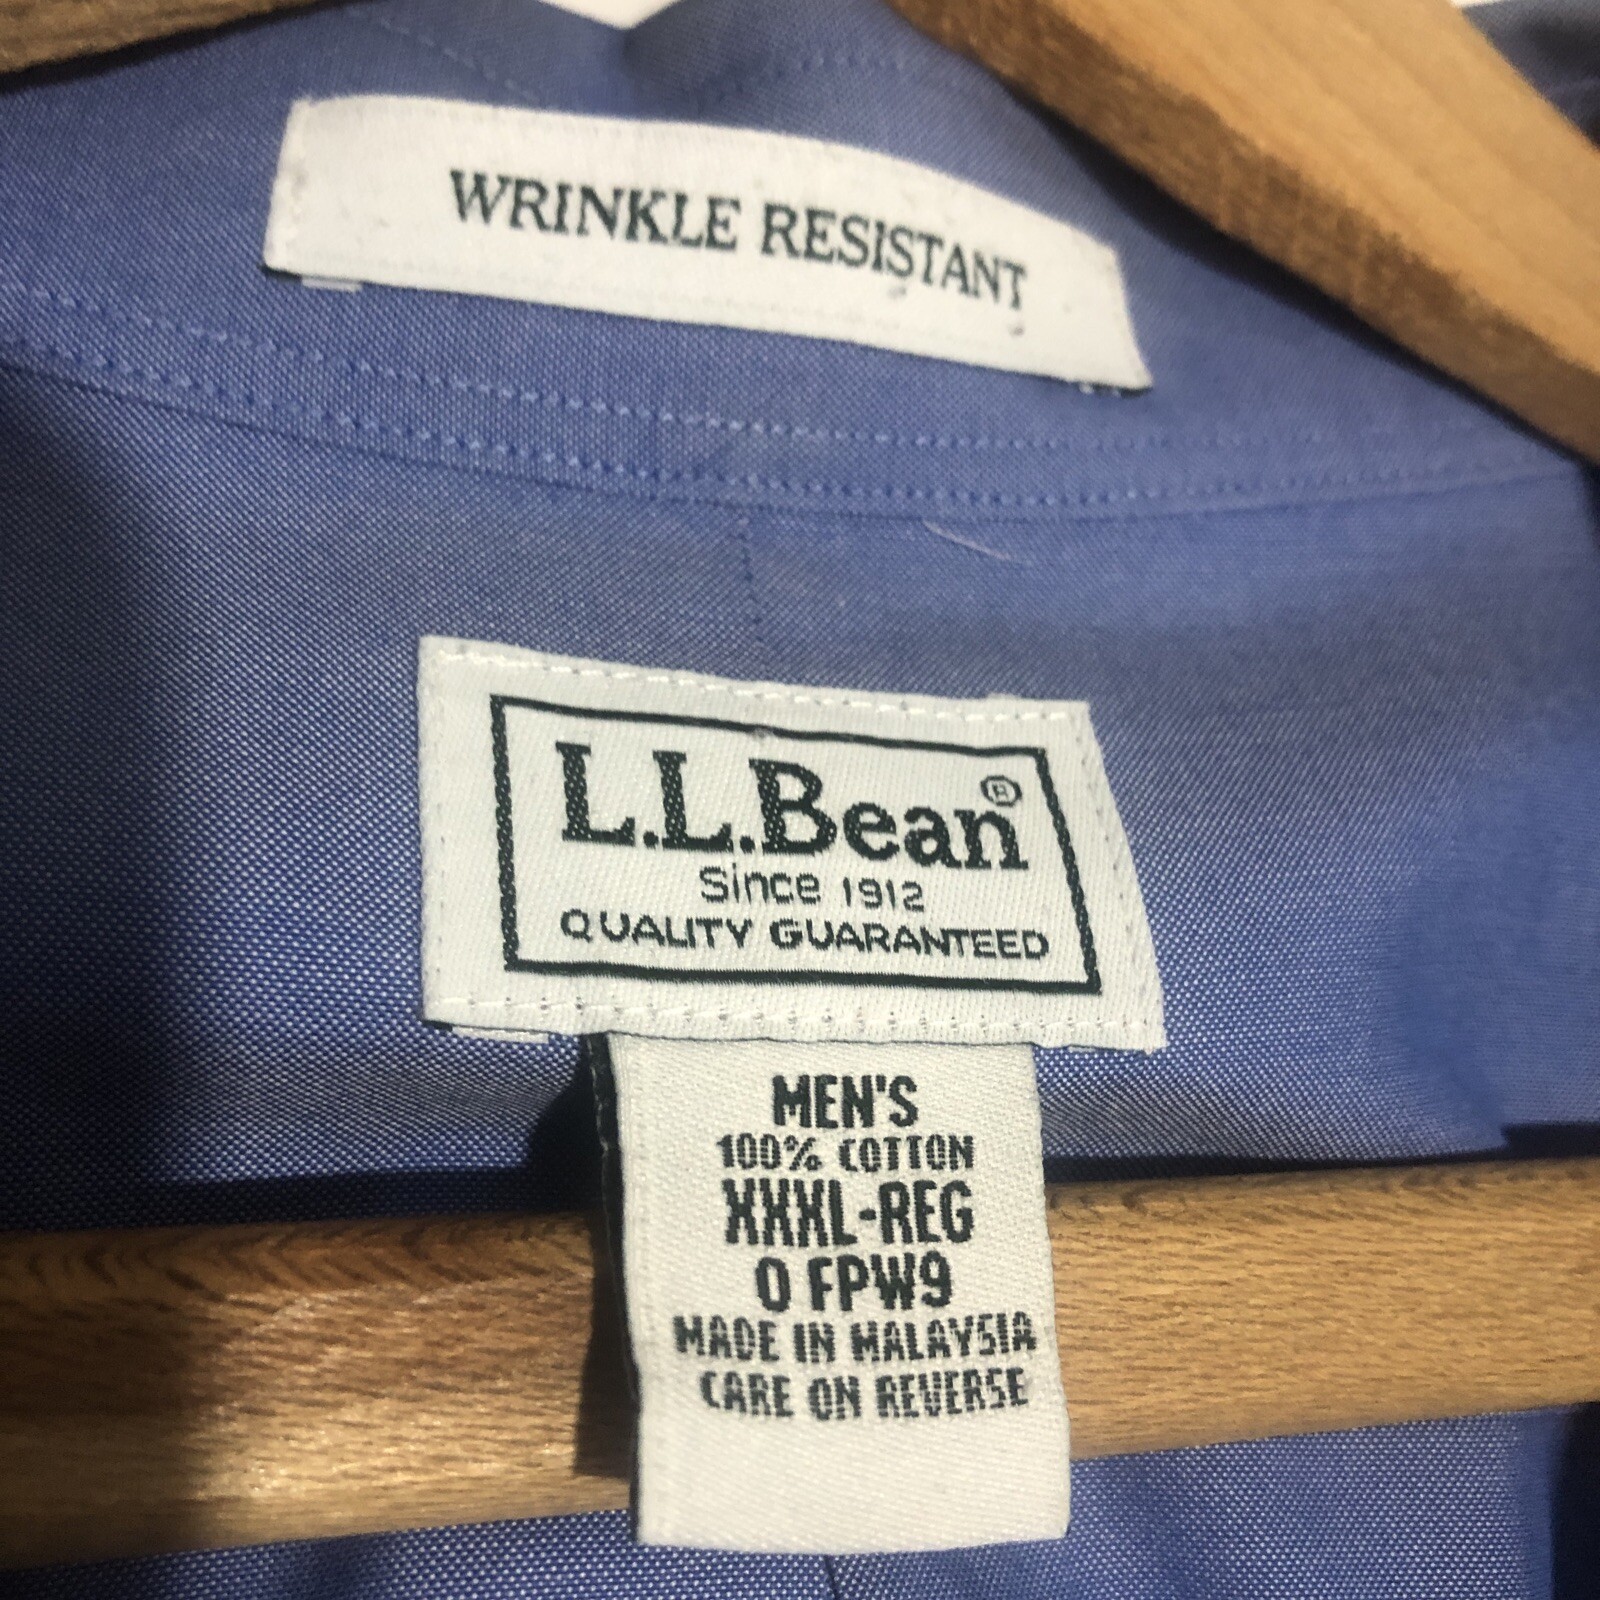 WRINKLE RESISTANT
L.L.Bean®
Since 1912
QUALITY GUARANTEED
MEN'S
100% COTTON
XXXL-REG
0 FPW9
MADE IN MALAYSIA
CARE ON REVERSE